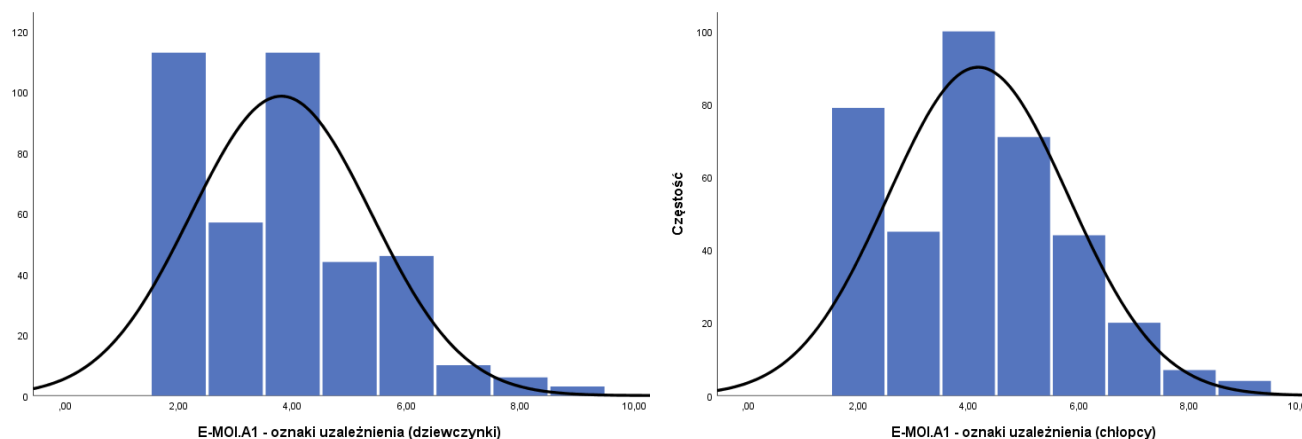 120
100
80
60
40
20
0
,00 2,00 4,00 6,00 8,00 10,00
E-MOI.A1 - oznaki uzależnienia (dziewczynki)
Częstość
100
80
60
40
20
0
,00 2,00 4,00 6,00 8,00 10,0
E-MOI.A1 - oznaki uzależnienia (chłopcy)